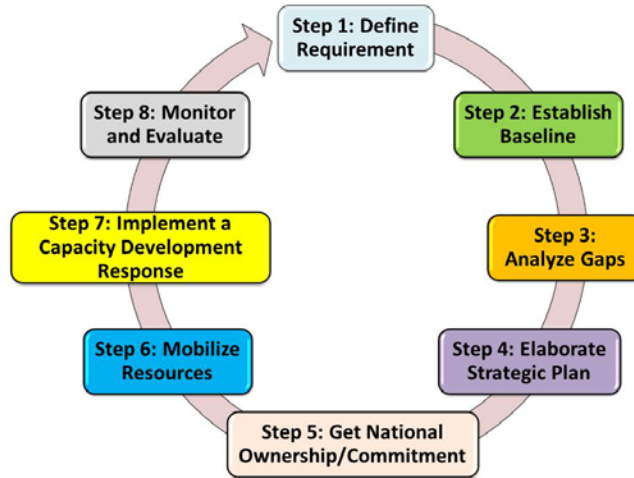 Step 1: Define
Requirement
Step 2: Establish
Baseline
Step 3:
Analyze Gaps
Step 4: Elaborate
Strategic Plan
Step 5: Get National
Ownership/Commitment
Step 6: Mobilize
Resources
Step 7: Implement a
Capacity Development
Response
Step 8: Monitor
and Evaluate